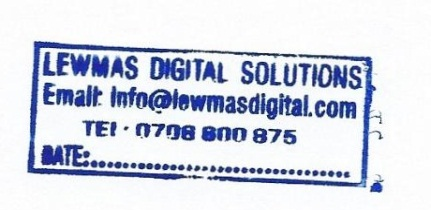 LEWMAS DIGITAL SOLUTIONS
Email: Info@lewmasdigital.com
TEl: 0708 800 875
DATE:....................................